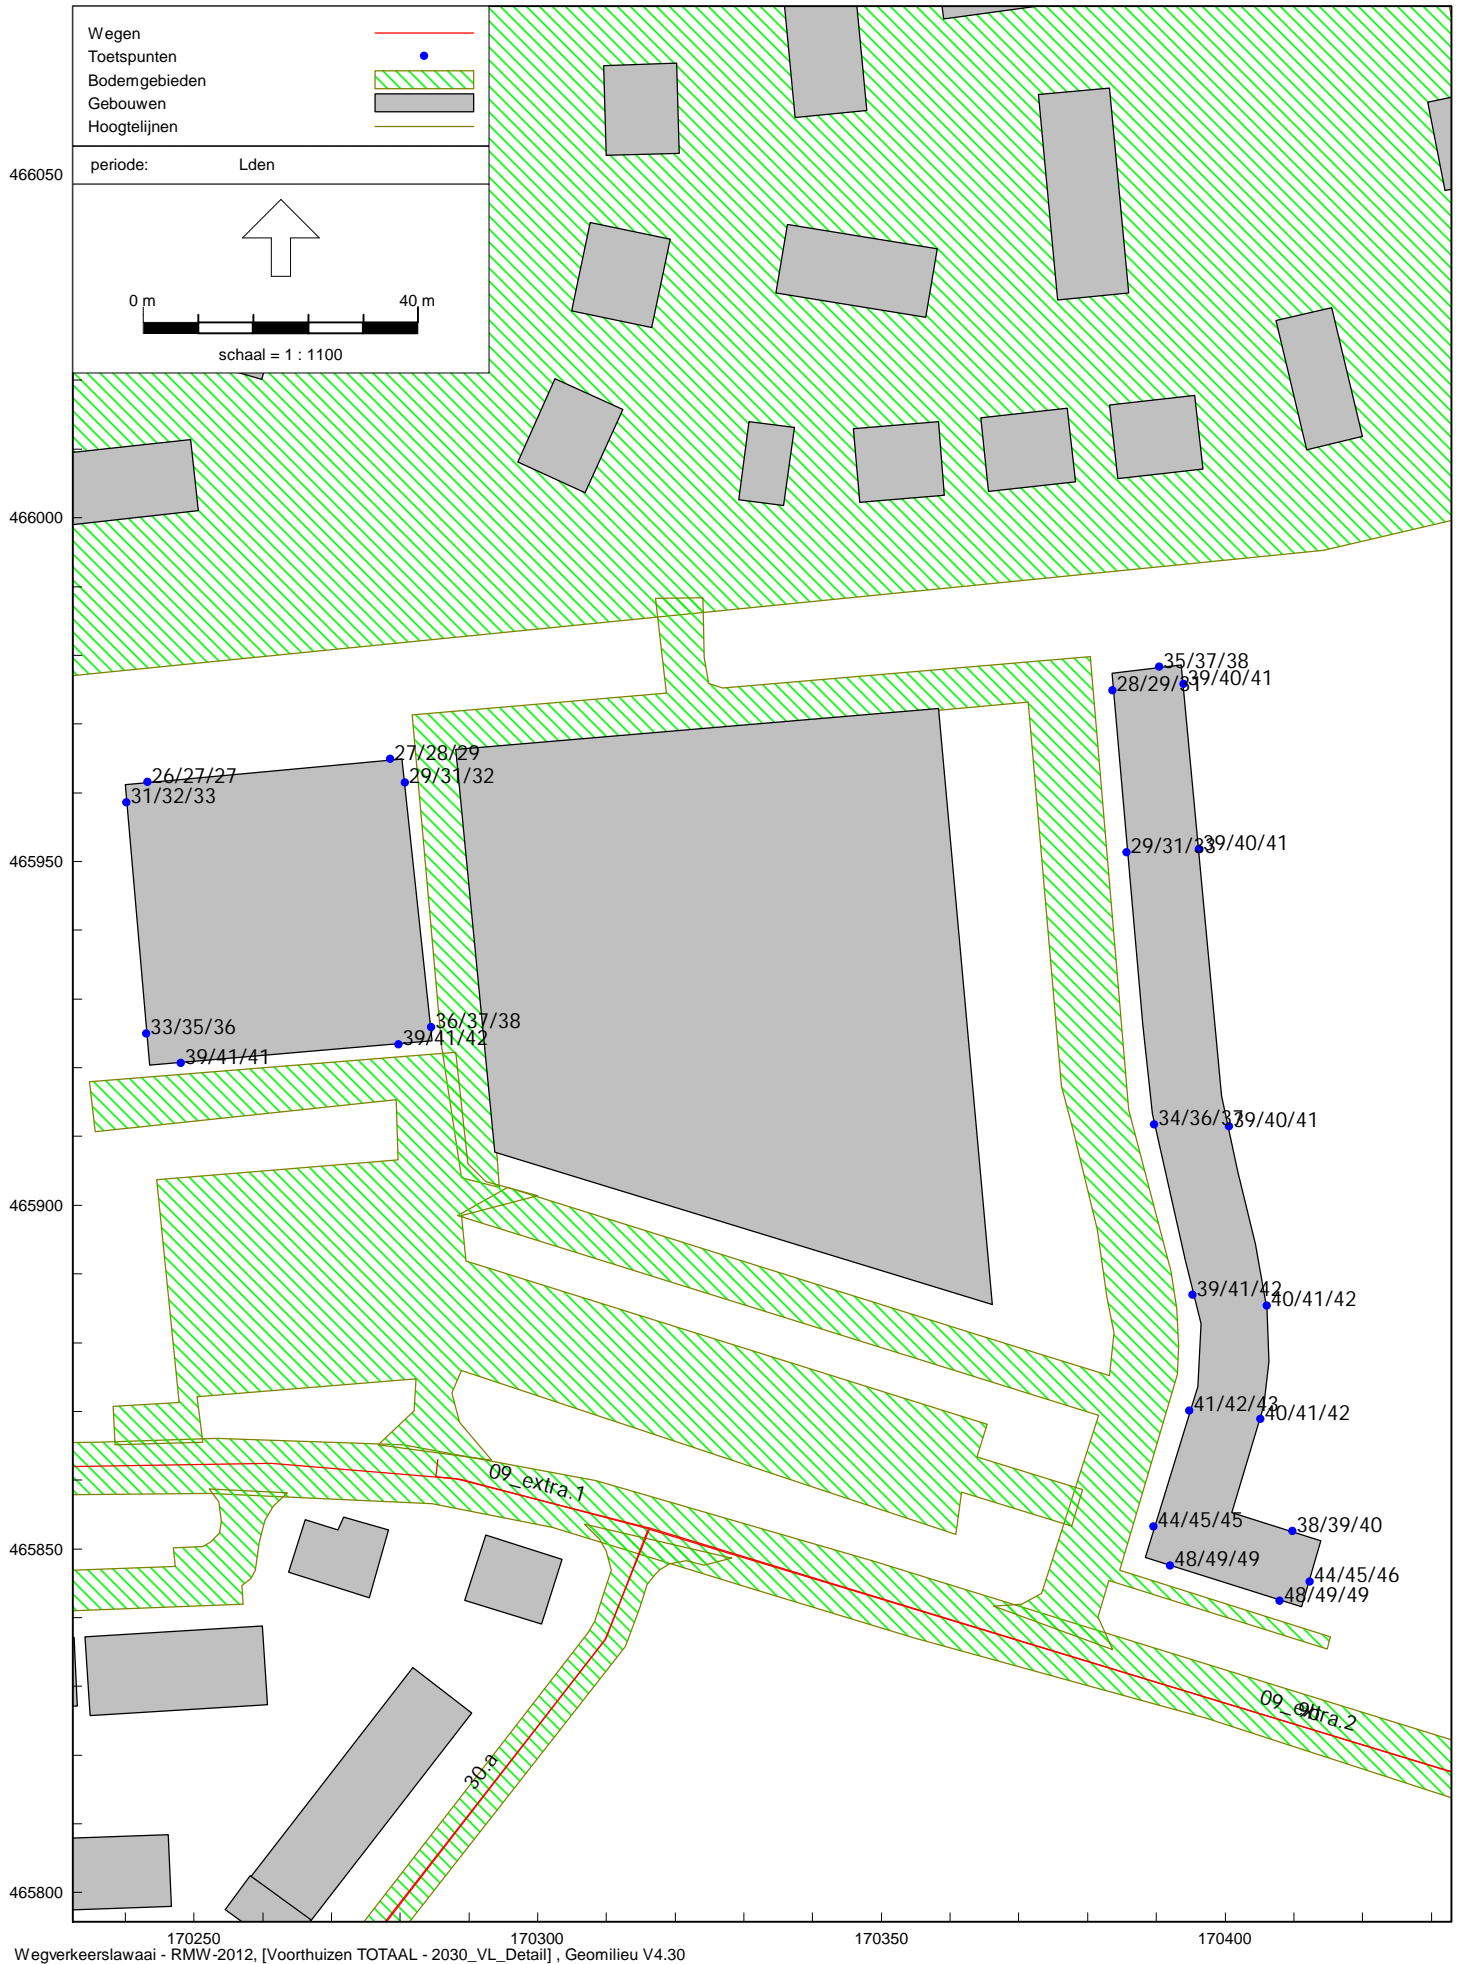 Wegen
Toetspunten
Bodemgebieden
Gebouwen
Hoogtelijnen
periode: Lden
0 m 40 m
schaal = 1 : 1100
466050
466000
465950
465900
465850
465800
35/37/38
39/40/41
28/29/31
27/28/29
26/27/27
29/31/32
31/32/33
29/31/33
39/40/41
33/35/36
36/37/38
39/41/42
39/41/41
34/36/37
39/40/41
39/41/42
40/41/42
41/42/43
40/41/42
09_extra.1
44/45/45
38/39/40
48/49/49
44/45/46
48/49/49
09_extra.2
30.a
170250 170300 170350 170400
Wegverkeerslawaai - RMW-2012, [Voorthuizen TOTAAL - 2030_VL_Detail] , Geomilieu V4.30